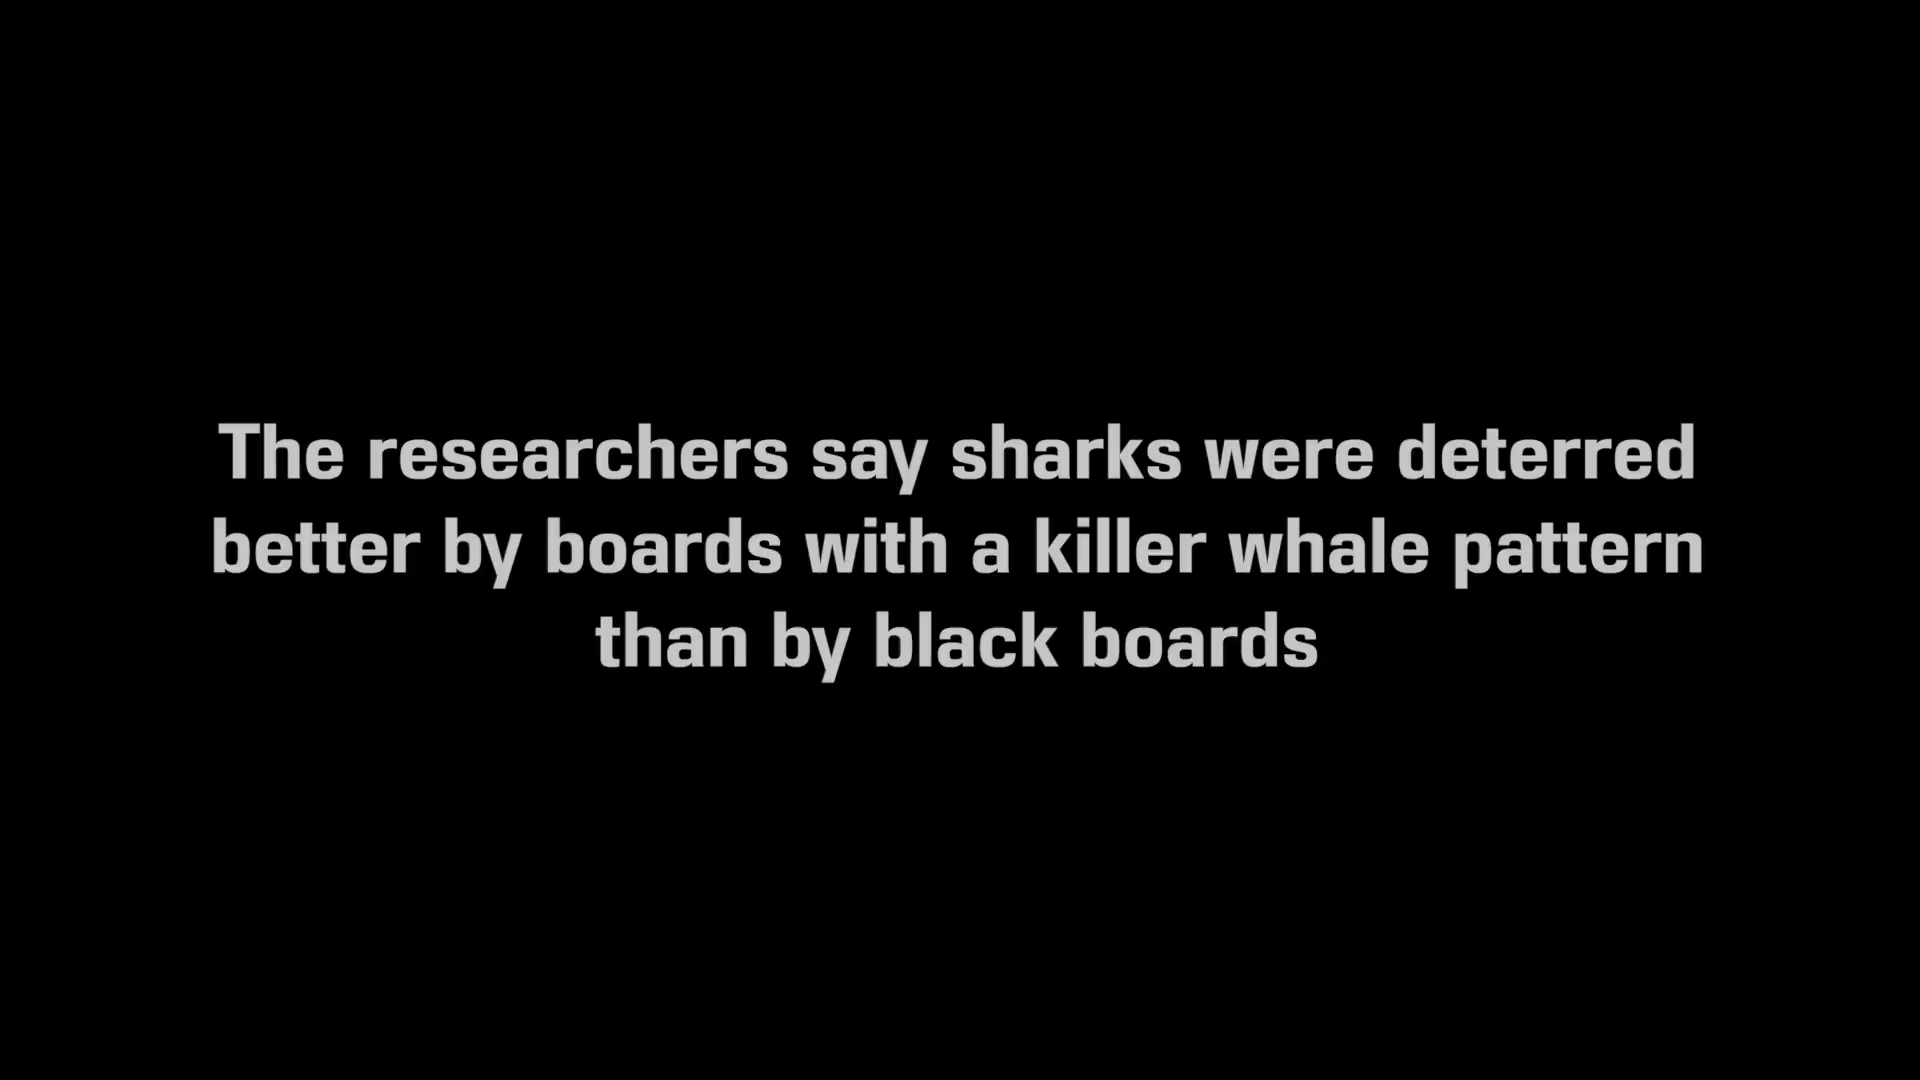 The researchers say sharks were deterred
better by boards with a killer whale pattern
than by black boards